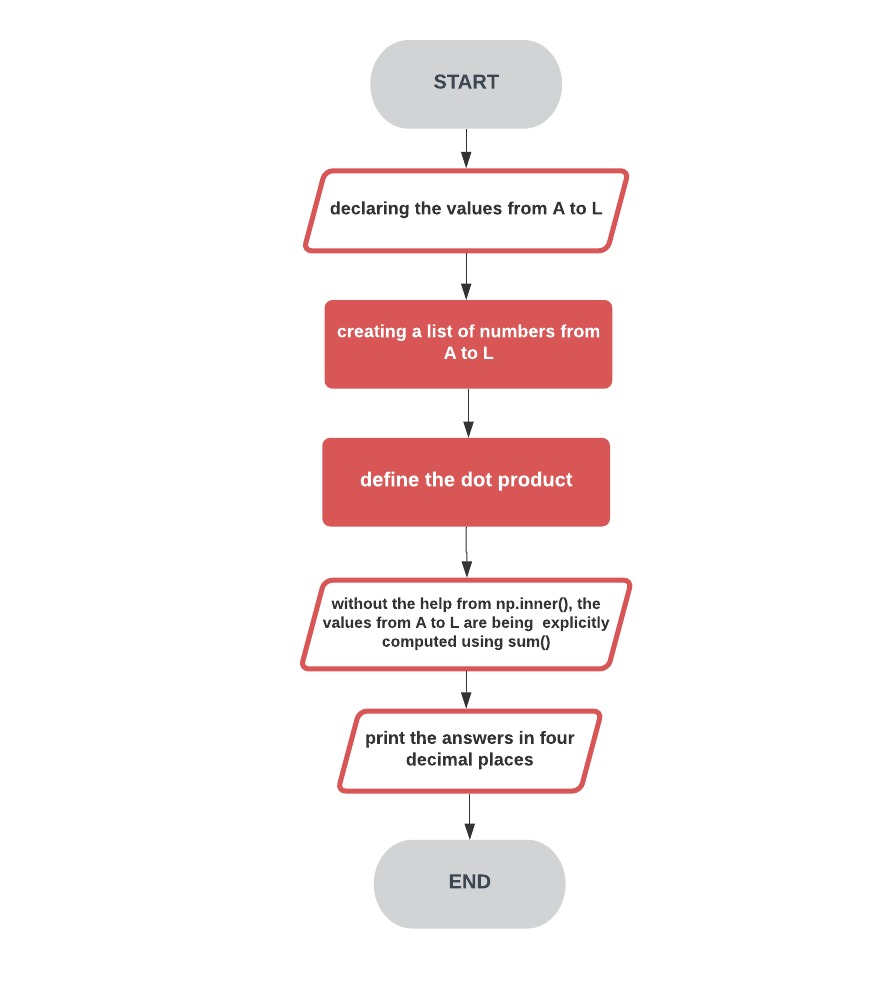 START
declaring the values from A to L
creating a list of numbers from
A to L
define the dot product
without the help from np.inner(), the
values from A to L are being  explicitly
computed using sum()
print the answers in four
decimal places
END